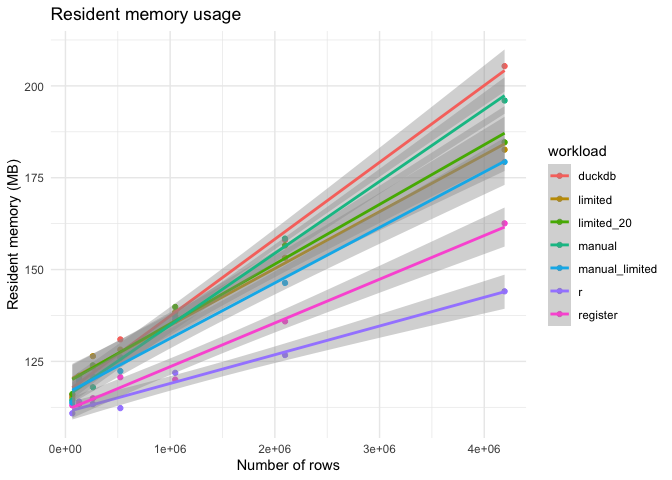 Resident memory usage
Resident memory (MB)
200
175
150
125
0e+00 1e+06 2e+06 3e+06 4e+06
Number of rows
workload
duckdb
limited
limited_20
manual
manual_limited
r
register